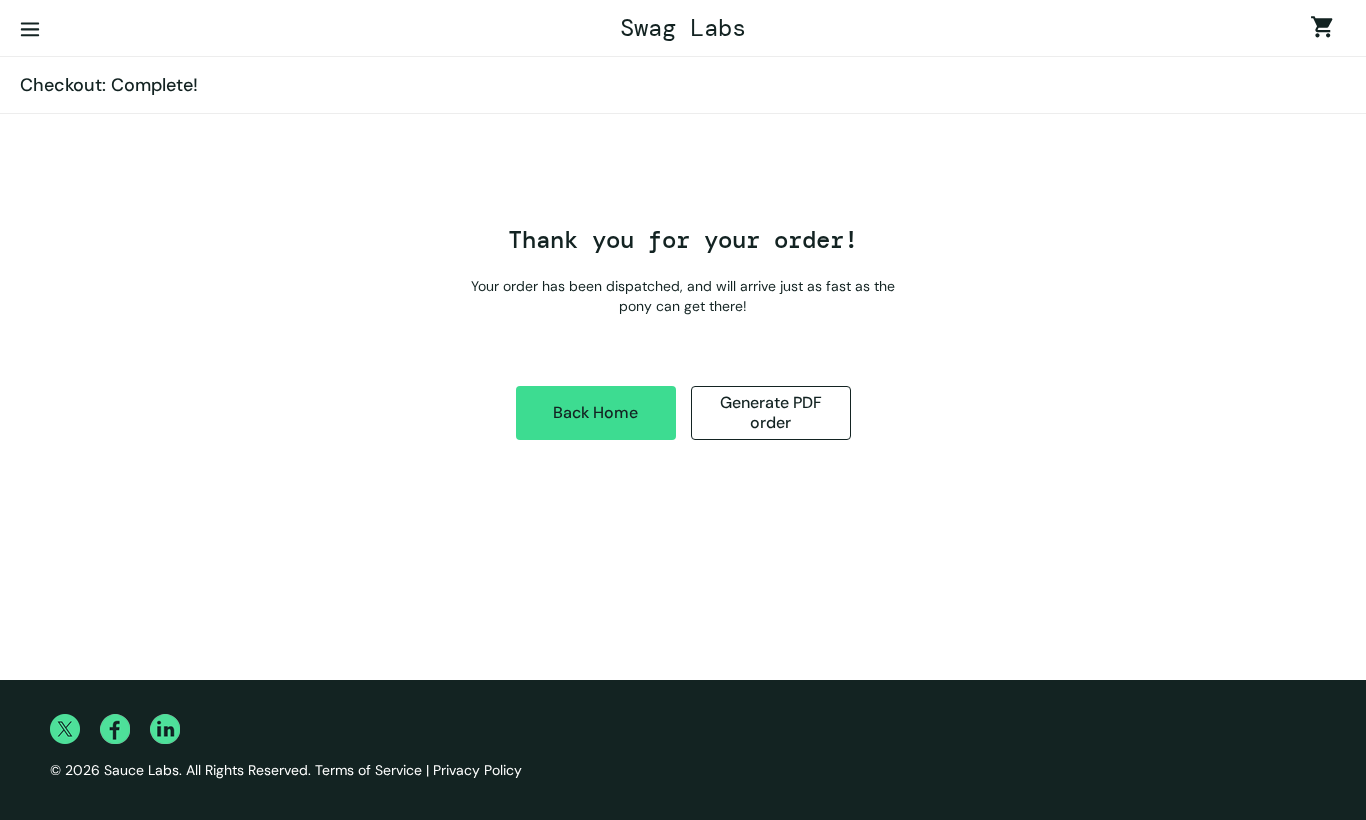 Swag Labs
Checkout: Complete!
Thank you for your order!
Your order has been dispatched, and will arrive just as fast as the
pony can get there!
Back Home
Generate PDF
order
© 2026 Sauce Labs. All Rights Reserved. Terms of Service | Privacy Policy